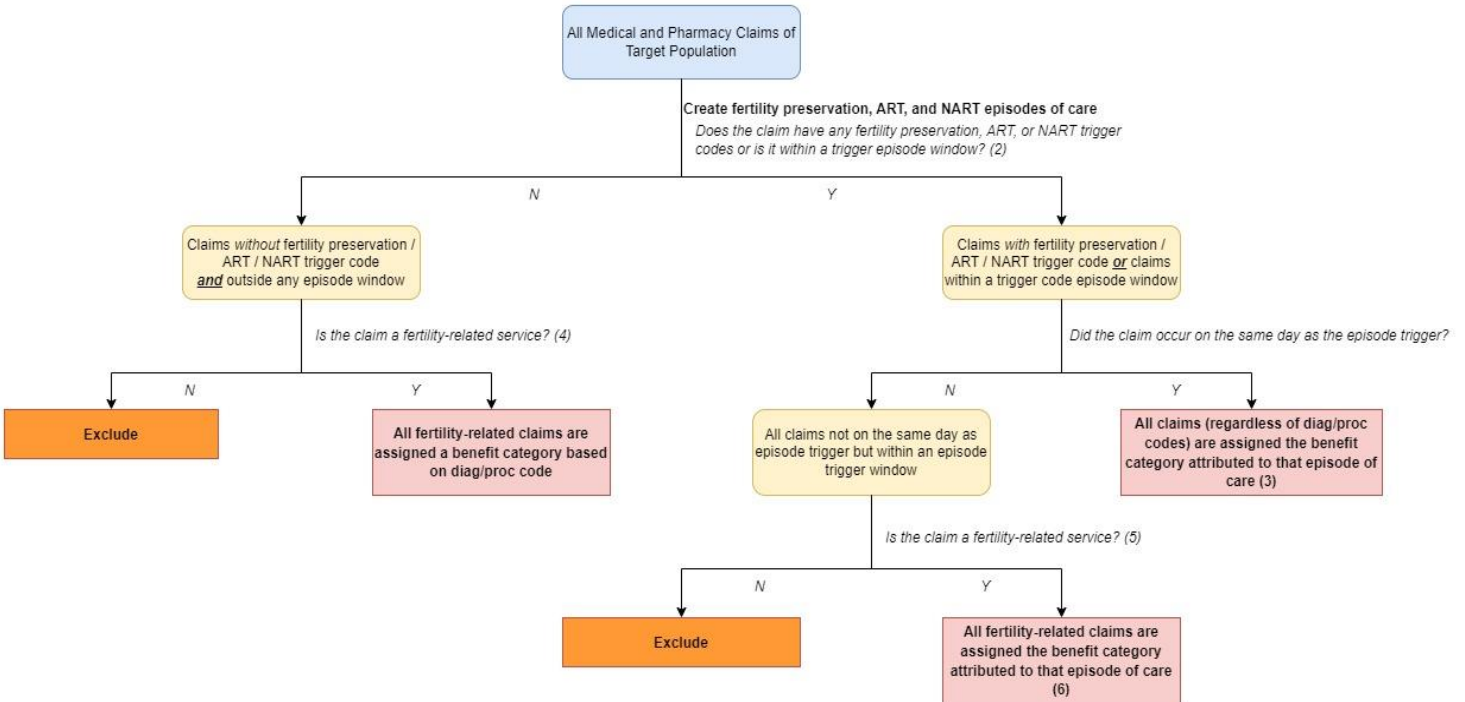 All Medical and Pharmacy Claims of
Target Population
Create fertility preservation, ART, and NART episodes of care
Does the claim have any fertility preservation, ART, or NART trigger
codes or is it within a trigger episode window? (2)
N
Y
Claims without fertility preservation /
ART / NART trigger code
and outside any episode window
Claims with fertility preservation /
ART / NART trigger code or claims
within a trigger code episode window
Is the claim a fertility-related service? (4)
Did the claim occur on the same day as the episode trigger?
N
Y
N
Y
Exclude
All fertility-related claims are
assigned a benefit category based
on diag/proc code
All claims not on the same day as
episode trigger but within an episode
trigger window
All claims (regardless of diag/proc
codes) are assigned the benefit
category attributed to that episode of
care (3)
Is the claim a fertility-related service? (5)
N
Y
Exclude
All fertility-related claims are
assigned the benefit category
attributed to that episode of care
(6)